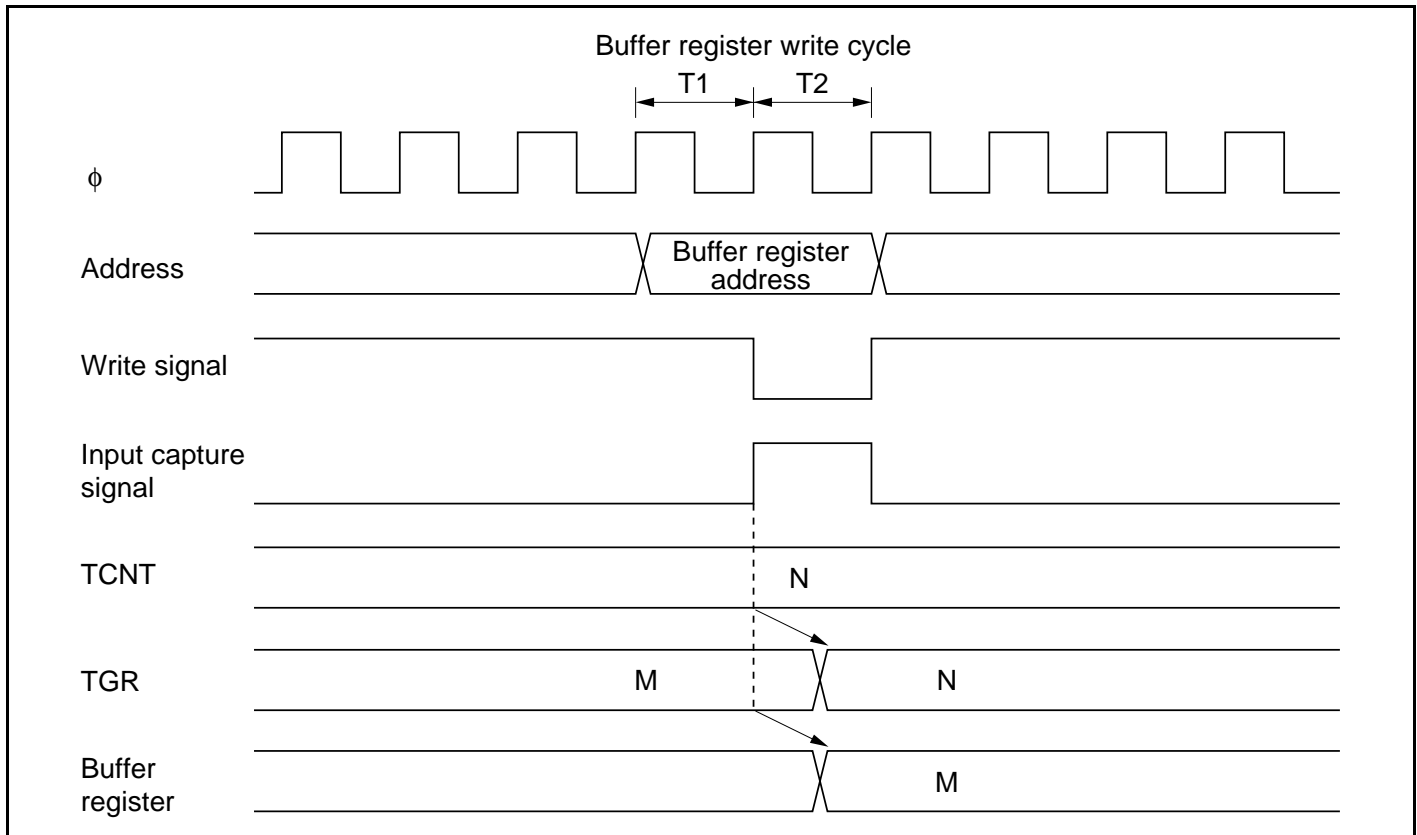 Buffer register write cycle
T1 T2
ϕ
Address
Buffer register
address
Write signal
Input capture
signal
TCNT
N
TGR
M N
Buffer
register
M